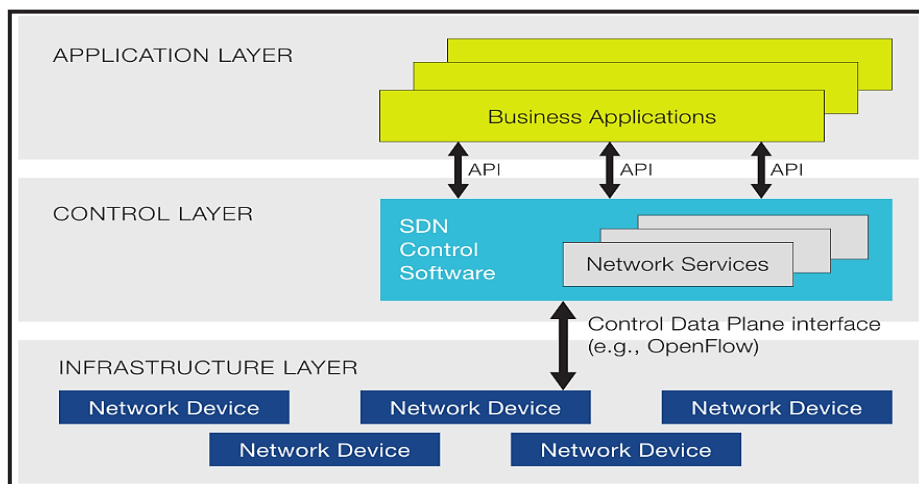 APPLICATION LAYER
Business Applications
API
API
API
CONTROL LAYER
SDN
Control
Software
Network Services
Control Data Plane interface
(e.g., OpenFlow)
INFRASTRUCTURE LAYER
Network Device
Network Device
Network Device
Network Device
Network Device